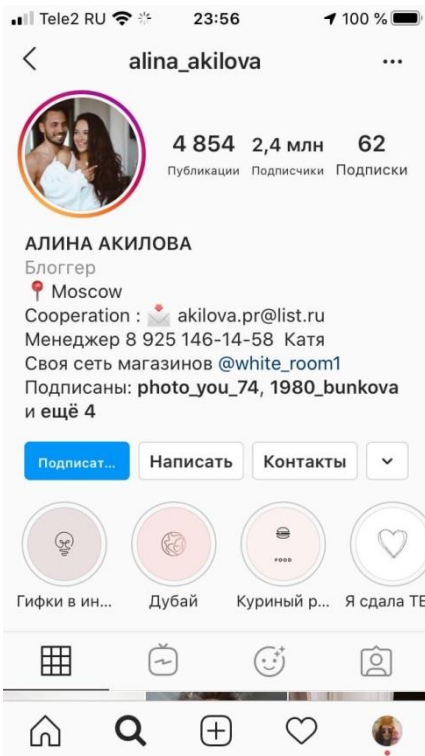 Tele2 RU 23:56 100 %
alina_akilova
4 854 2,4 млн 62
Публикации Подписчики Подписки
АЛИНА АКИЛОВА
Блоггер
Moscow
Cooperation : akilova.pr@list.ru
Менеджер 8 925 146-14-58 Катя
Своя сеть магазинов @white_room1
Подписаны: photo_you_74, 1980_bunkova
и ещё 4
Подписат... Написать Контакты
FOOD
Гифки в ин... Дубай Куриный р... Я сдала ТЕ